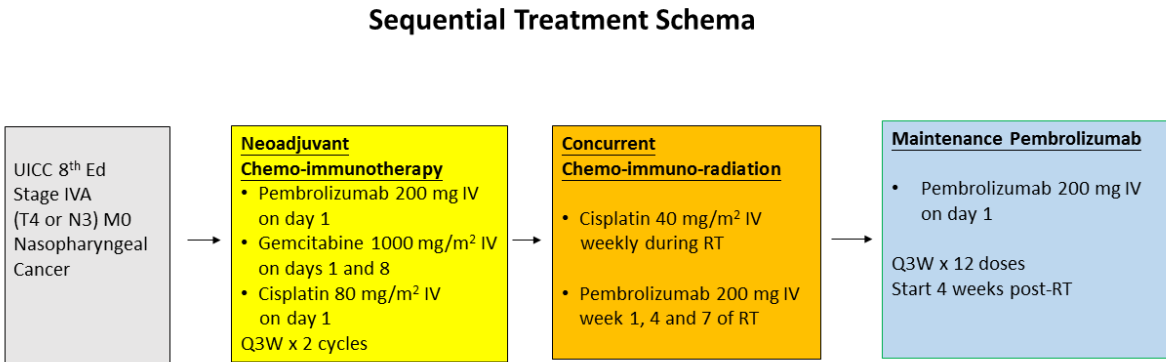 Sequential Treatment Schema
UICC 8th Ed
Stage IVA
(T4 or N3) M0
Nasopharyngeal
Cancer
Neoadjuvant
Chemo-immunotherapy
• Pembrolizumab 200 mg IV
on day 1
• Gemcitabine 1000 mg/m² IV
on days 1 and 8
• Cisplatin 80 mg/m² IV
on day 1
Q3W x 2 cycles
Concurrent
Chemo-immuno-radiation
• Cisplatin 40 mg/m² IV
weekly during RT
• Pembrolizumab 200 mg IV
week 1, 4 and 7 of RT
Maintenance Pembrolizumab
• Pembrolizumab 200 mg IV
on day 1
Q3W x 12 doses
Start 4 weeks post-RT